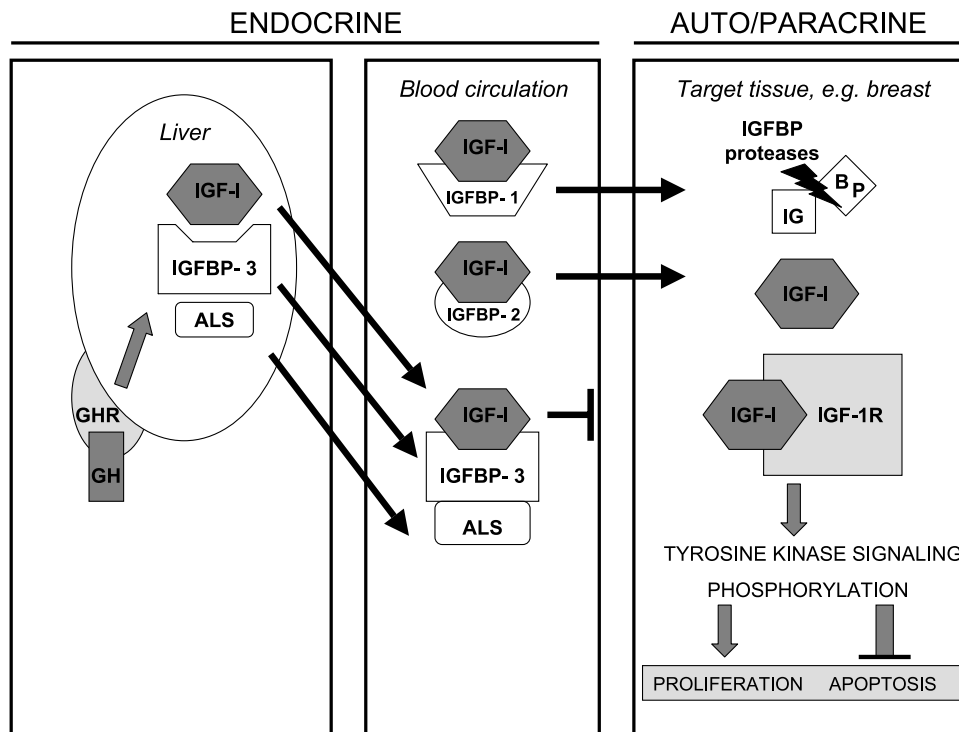 ENDOCRINE
AUTO/PARACRINE
Liver
IGF-I
IGFBP- 3
ALS
GHR
GH
Blood circulation
IGF-I
IGFBP- 1
IGF-I
IGFBP- 2
IGF-I
IGFBP- 3
ALS
Target tissue, e.g. breast
IGFBP
proteases
IG
BP
IGF-I
IGF-I
IGF-1R
TYROSINE KINASE SIGNALING
PHOSPHORYLATION
PROLIFERATION
APOPTOSIS